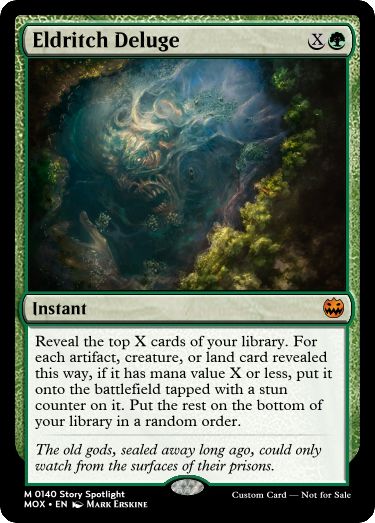 Eldritch Deluge
X
Instant
Reveal the top X cards of your library. For
each artifact, creature, or land card revealed
this way, if it has mana value X or less, put it
onto the battlefield tapped with a stun
counter on it. Put the rest on the bottom of
your library in a random order.
The old gods, sealed away long ago, could only
watch from the surfaces of their prisons.
M 0140 Story Spotlight
MOX • EN Mark Erskine
Custom Card — Not for Sale